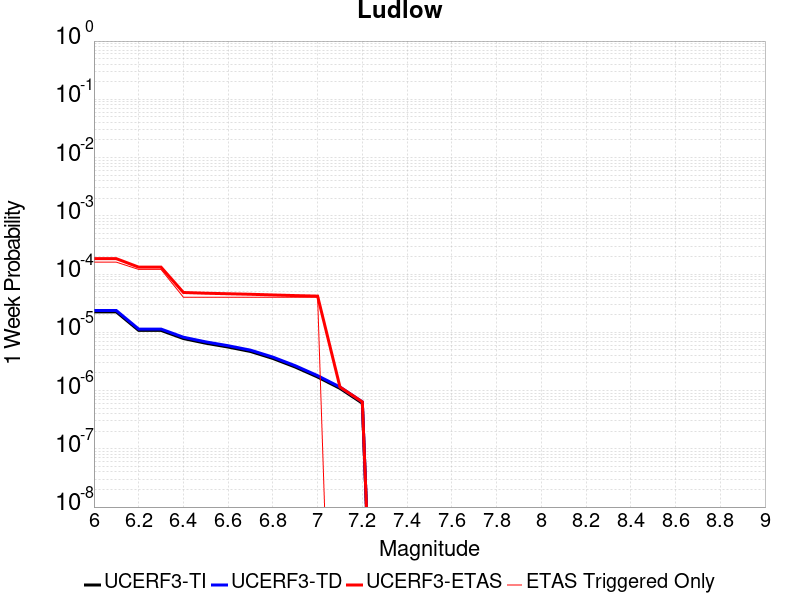 Ludlow
10^0
10^-1
10^-2
10^-3
10^-4
10^-5
10^-6
10^-7
10^-8
1 Week Probability
6 6.2 6.4 6.6 6.8 7 7.2 7.4 7.6 7.8 8 8.2 8.4 8.6 8.8 9
Magnitude
UCERF3-TI UCERF3-TD UCERF3-ETAS ETAS Triggered Only